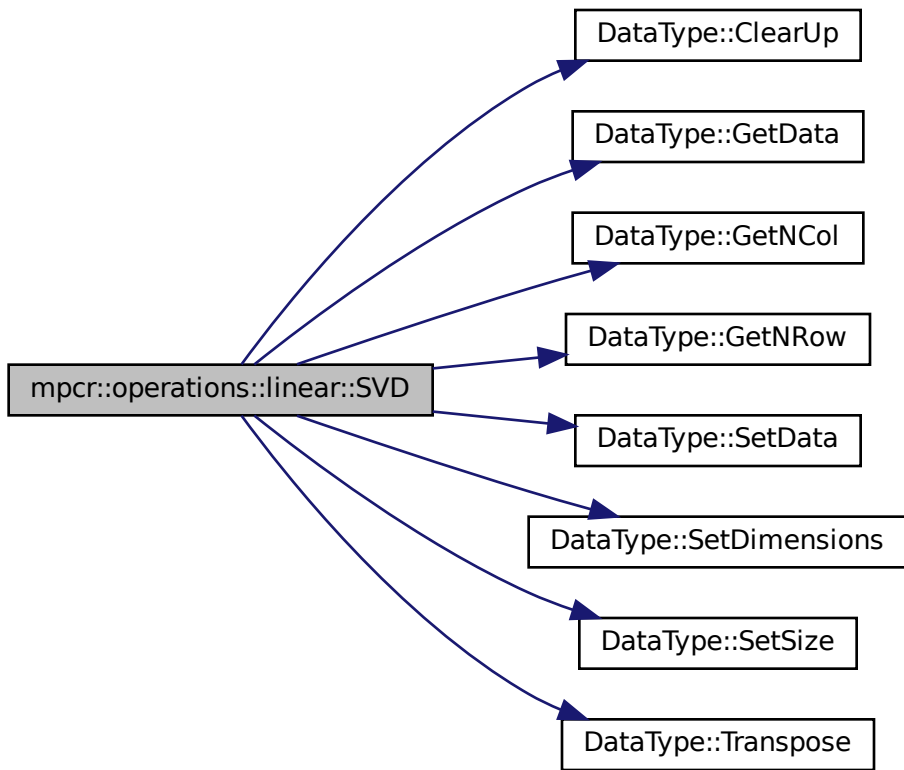 DataType::ClearUp
DataType::GetData
DataType::GetNCol
DataType::GetNRow
mpcr::operations::linear::SVD
DataType::SetData
DataType::SetDimensions
DataType::SetSize
DataType::Transpose